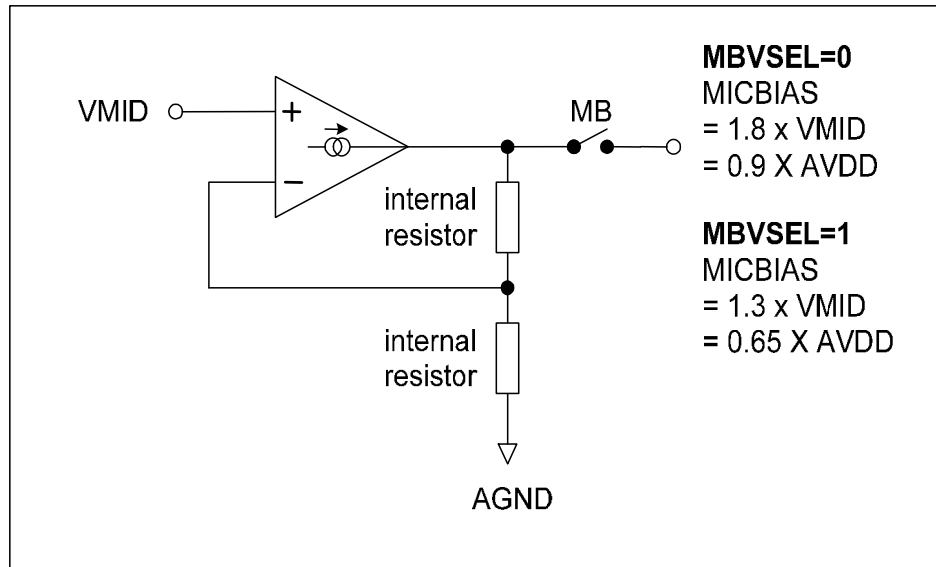 VMID
+
−
MB
internal
resistor
internal
resistor
AGND
MBVSEL=0
MICBIAS
= 1.8 x VMID
= 0.9 X AVDD
MBVSEL=1
MICBIAS
= 1.3 x VMID
= 0.65 X AVDD